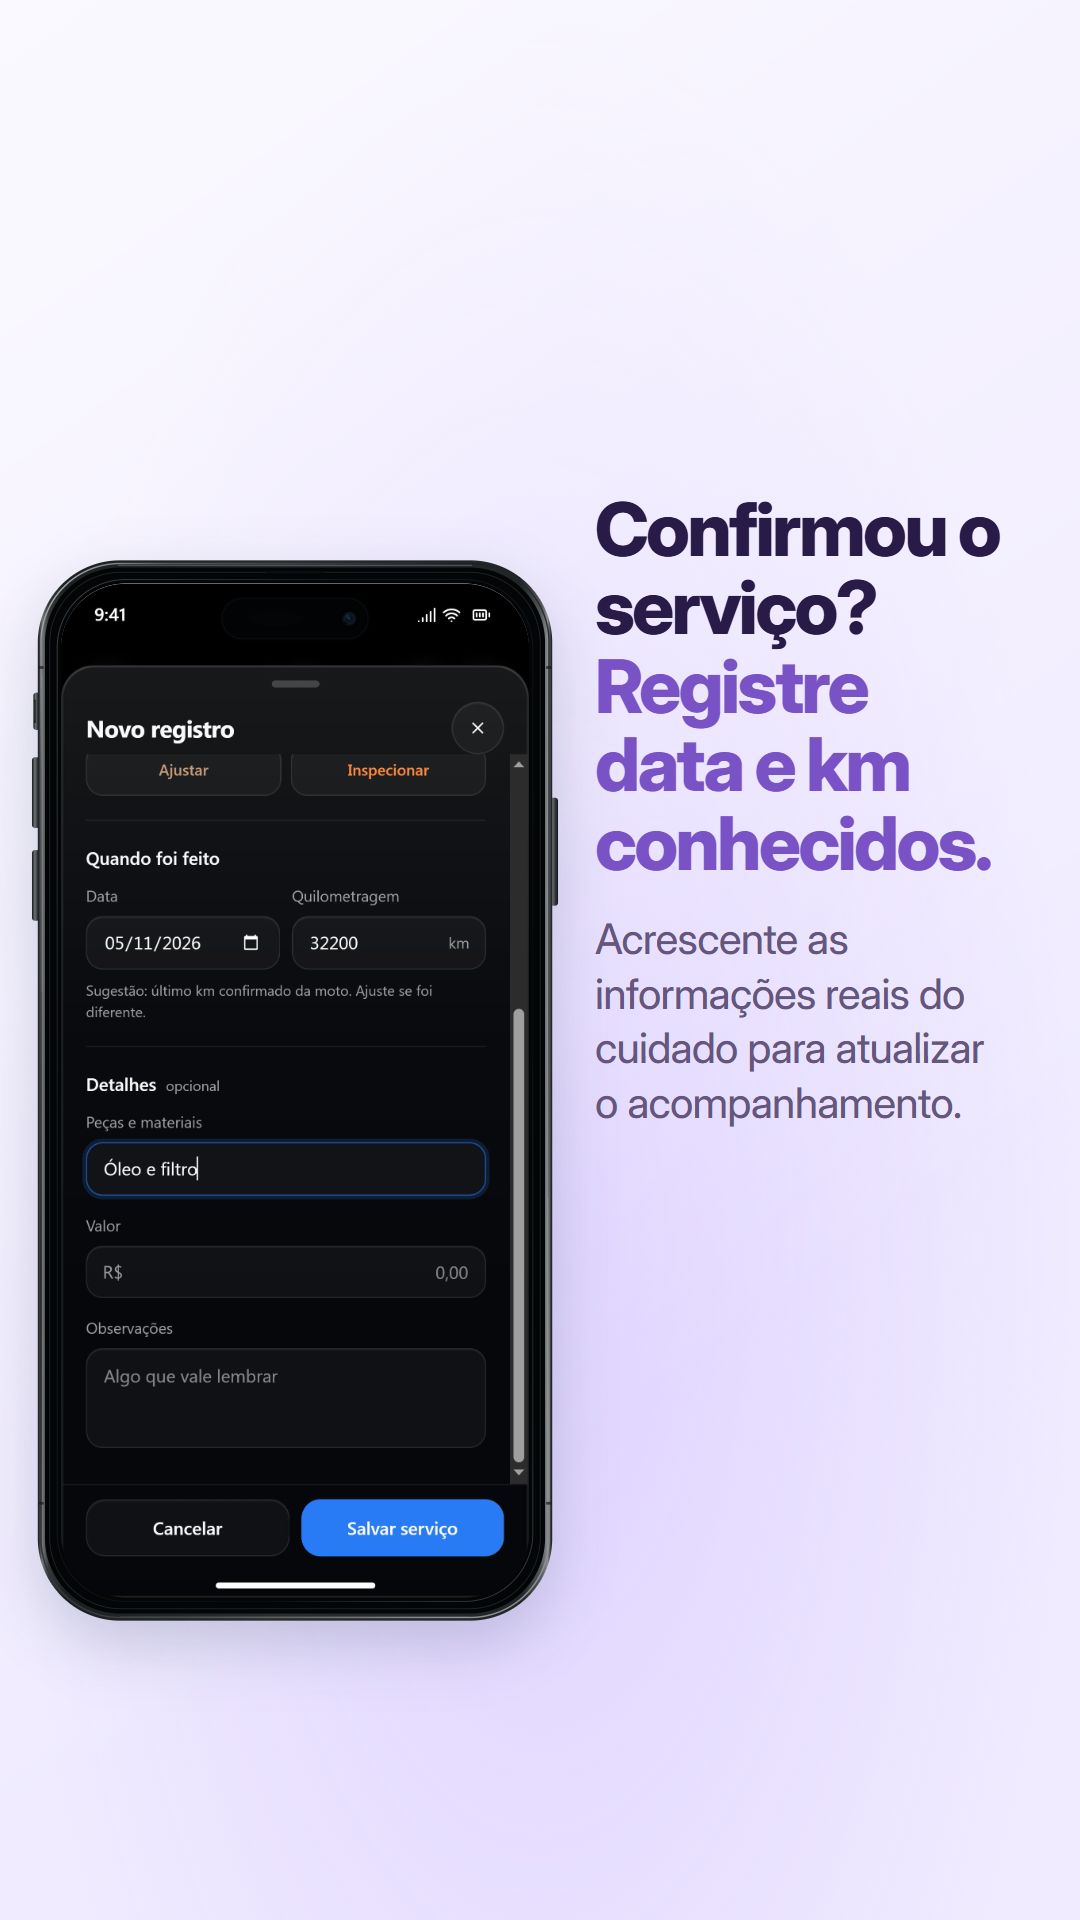 Confirmou o
serviço?
Registre
data e km
conhecidos.
Acrescente as
informações reais do
cuidado para atualizar
o acompanhamento.
9:41
Novo registro
Ajustar
Inspecionar
Quando foi feito
Data
Quilometragem
05/11/2026
32200 km
Sugestão: último km confirmado da moto. Ajuste se foi
diferente.
Detalhes opcional
Peças e materiais
Óleo e filtro
Valor
R$ 0,00
Observações
Algo que vale lembrar
Cancelar
Salvar serviço